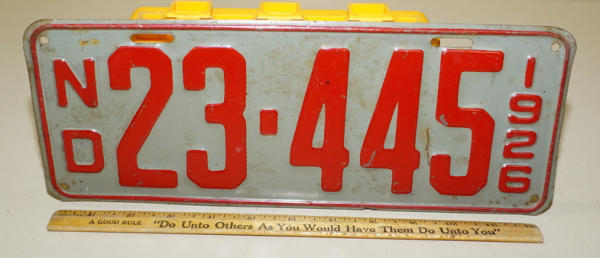 ND
23-445
1926
A GOOD RULE "Do Unto Others As You Would Have Them Do Unto You"